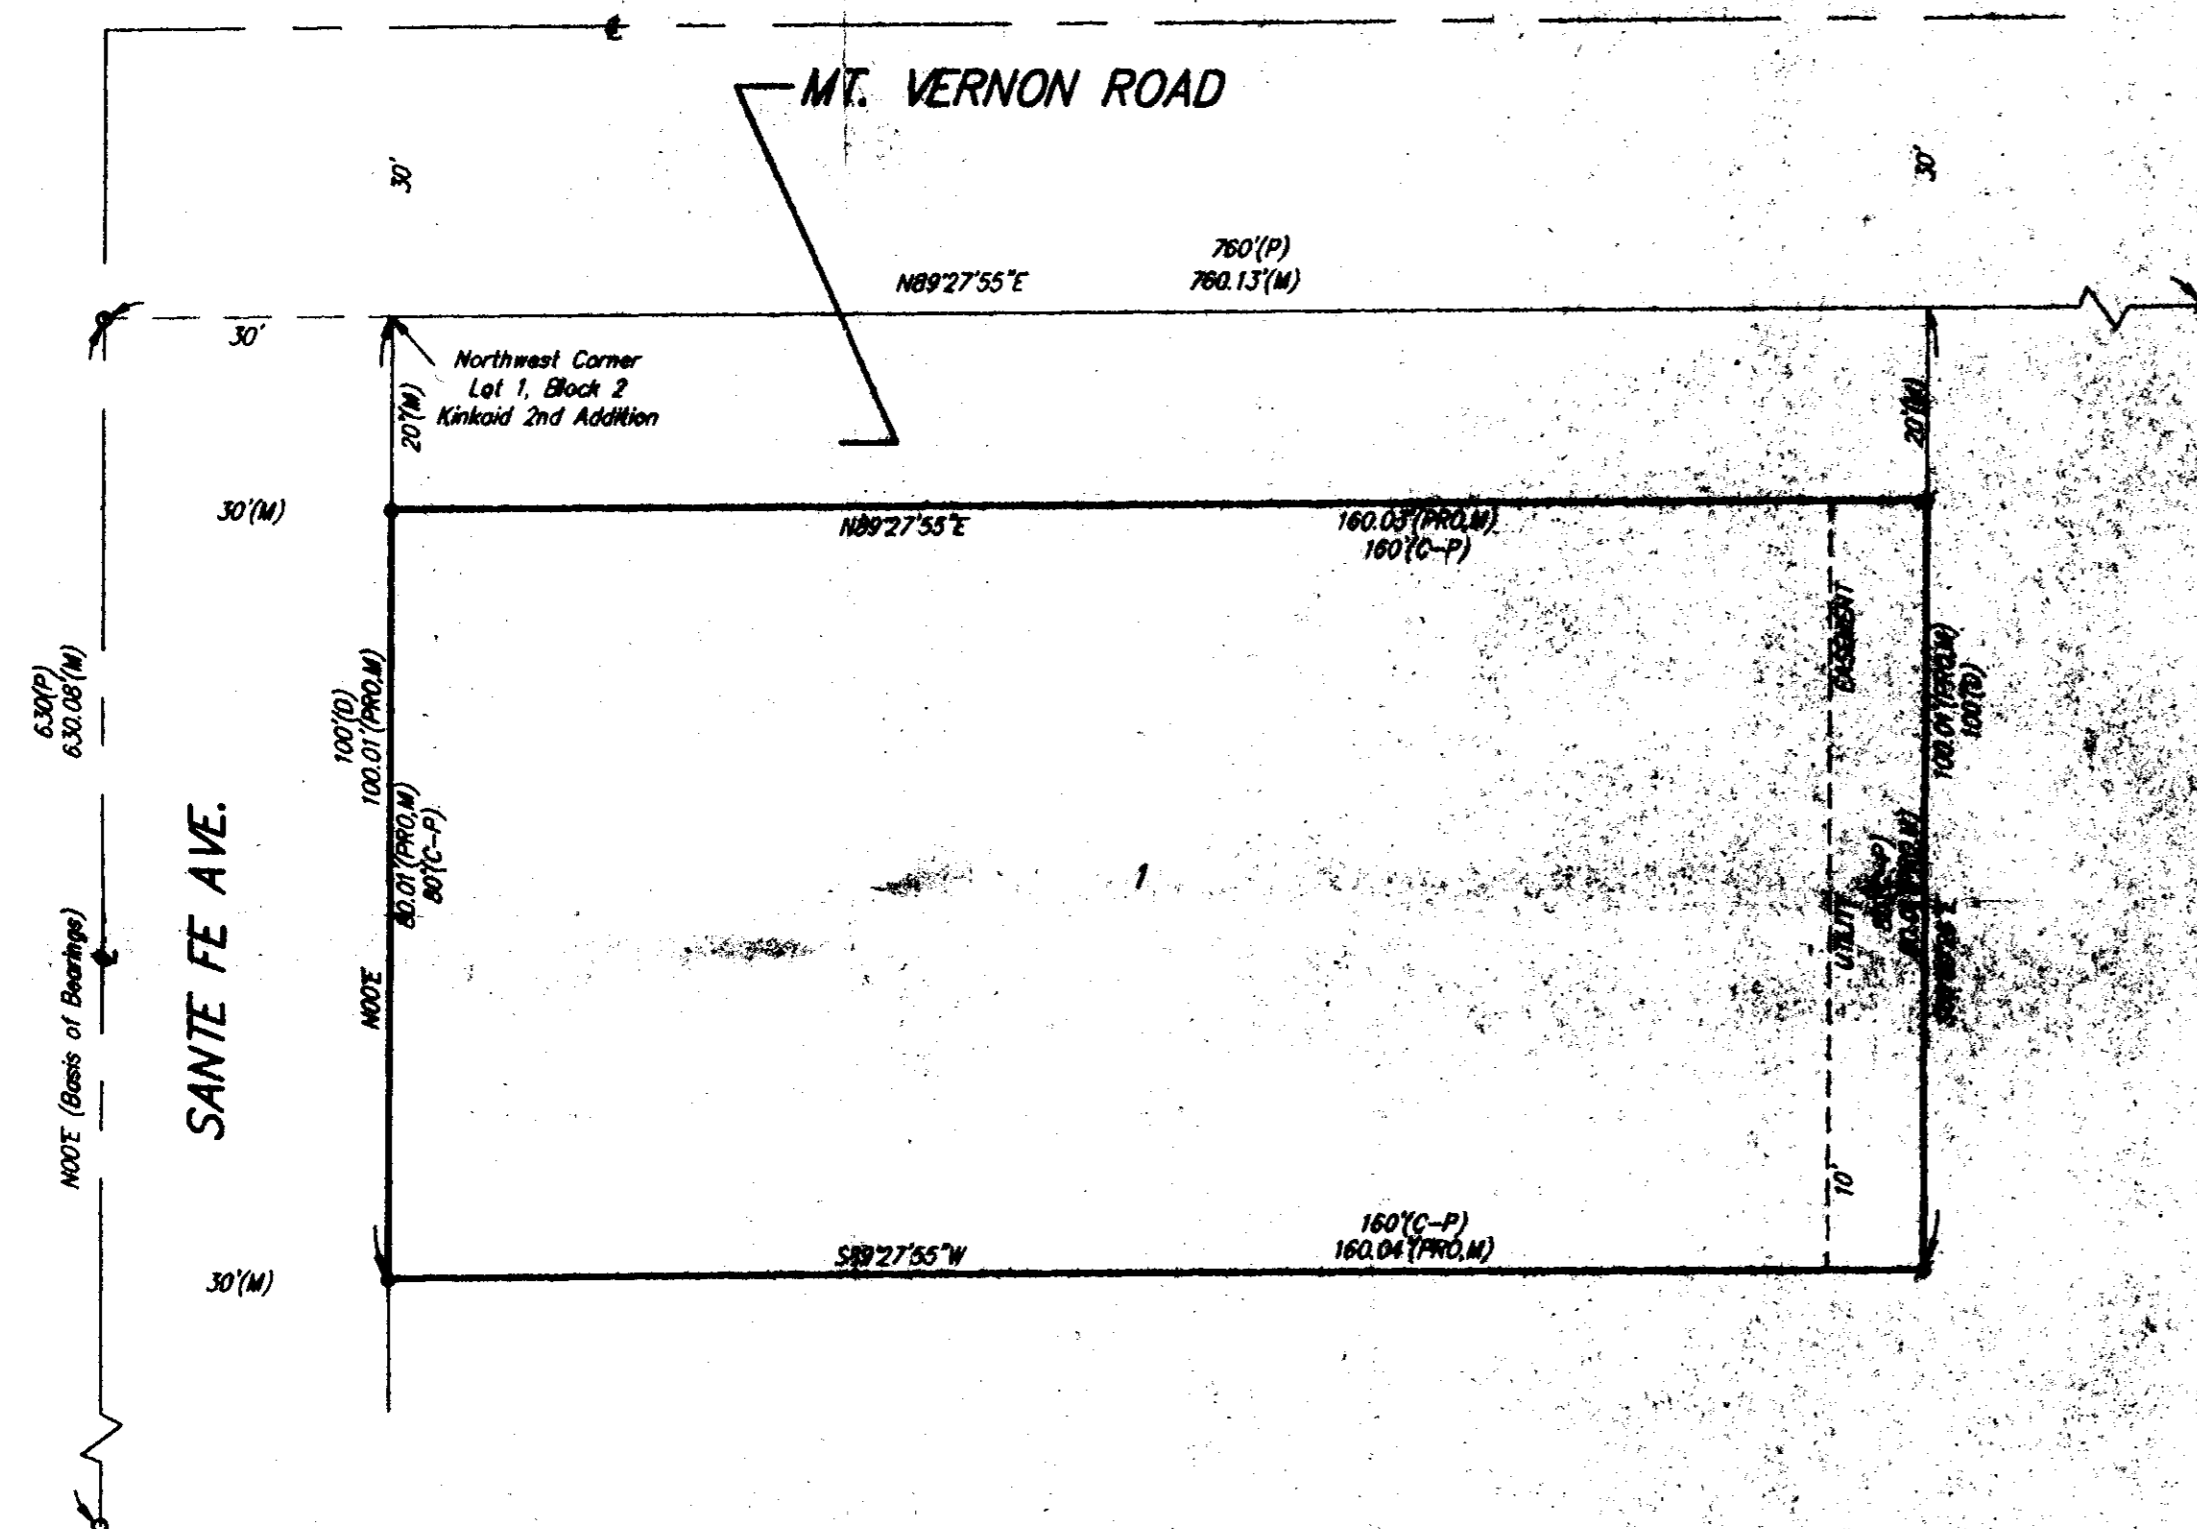 MT. VERNON ROAD
30'
30'
760'(P)
N89°27'55"E
760.13'(M)
30'
Northwest Corner
Lot 1, Block 2
Kinkaid 2nd Addition
20'(M)
20'(M)
30'(M)
N89°27'55"E
160.03'(PRO,M)
160'(C-P)
630(P)
630.08'(M)
N00°E (Basis of Bearings)
SANTE FE AVE.
100'(D)
100.01'(PRO,M)
80.01'(PRO,M)
80'(C-P)
N00°E
1
UTILITY EASEMENT
10'
100'(D)
160'(C-P)
S89°27'55"W
160.04'(PRO,M)
30'(M)